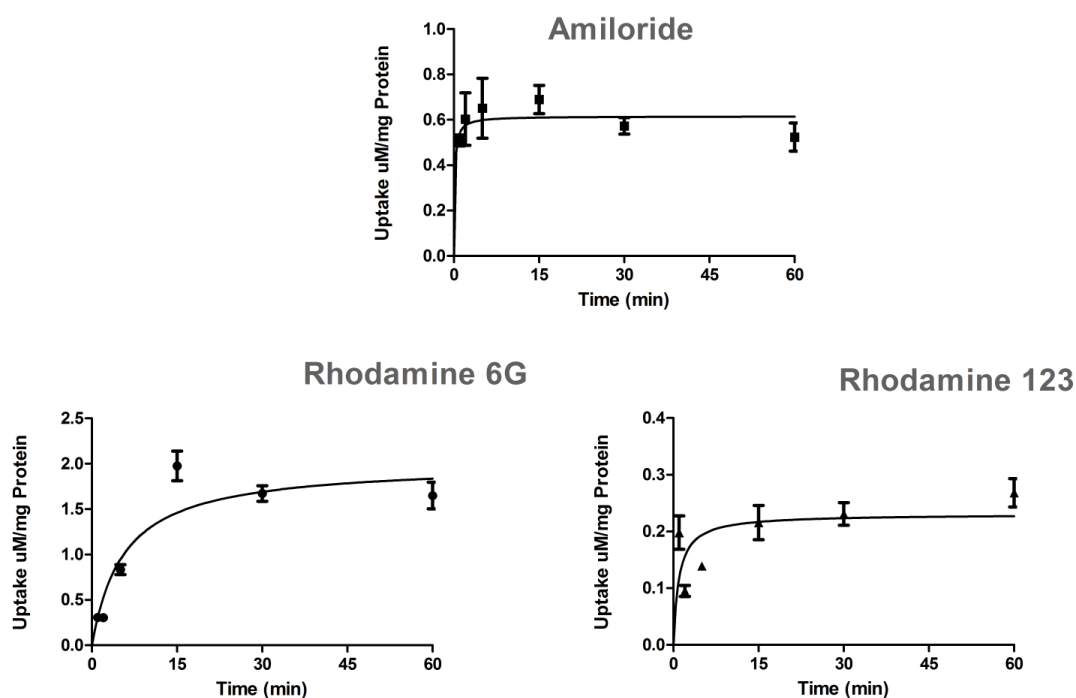 Amiloride
Uptake uM/mg Protein
1.0
0.8
0.6
0.4
0.2
0.0
0 15 30 45 60
Time (min)
Rhodamine 6G
Uptake uM/mg Protein
2.5
2.0
1.5
1.0
0.5
0.0
0 15 30 45 60
Time (min)
Rhodamine 123
Uptake uM/mg Protein
0.4
0.3
0.2
0.1
0.0
0 15 30 45 60
Time (min)